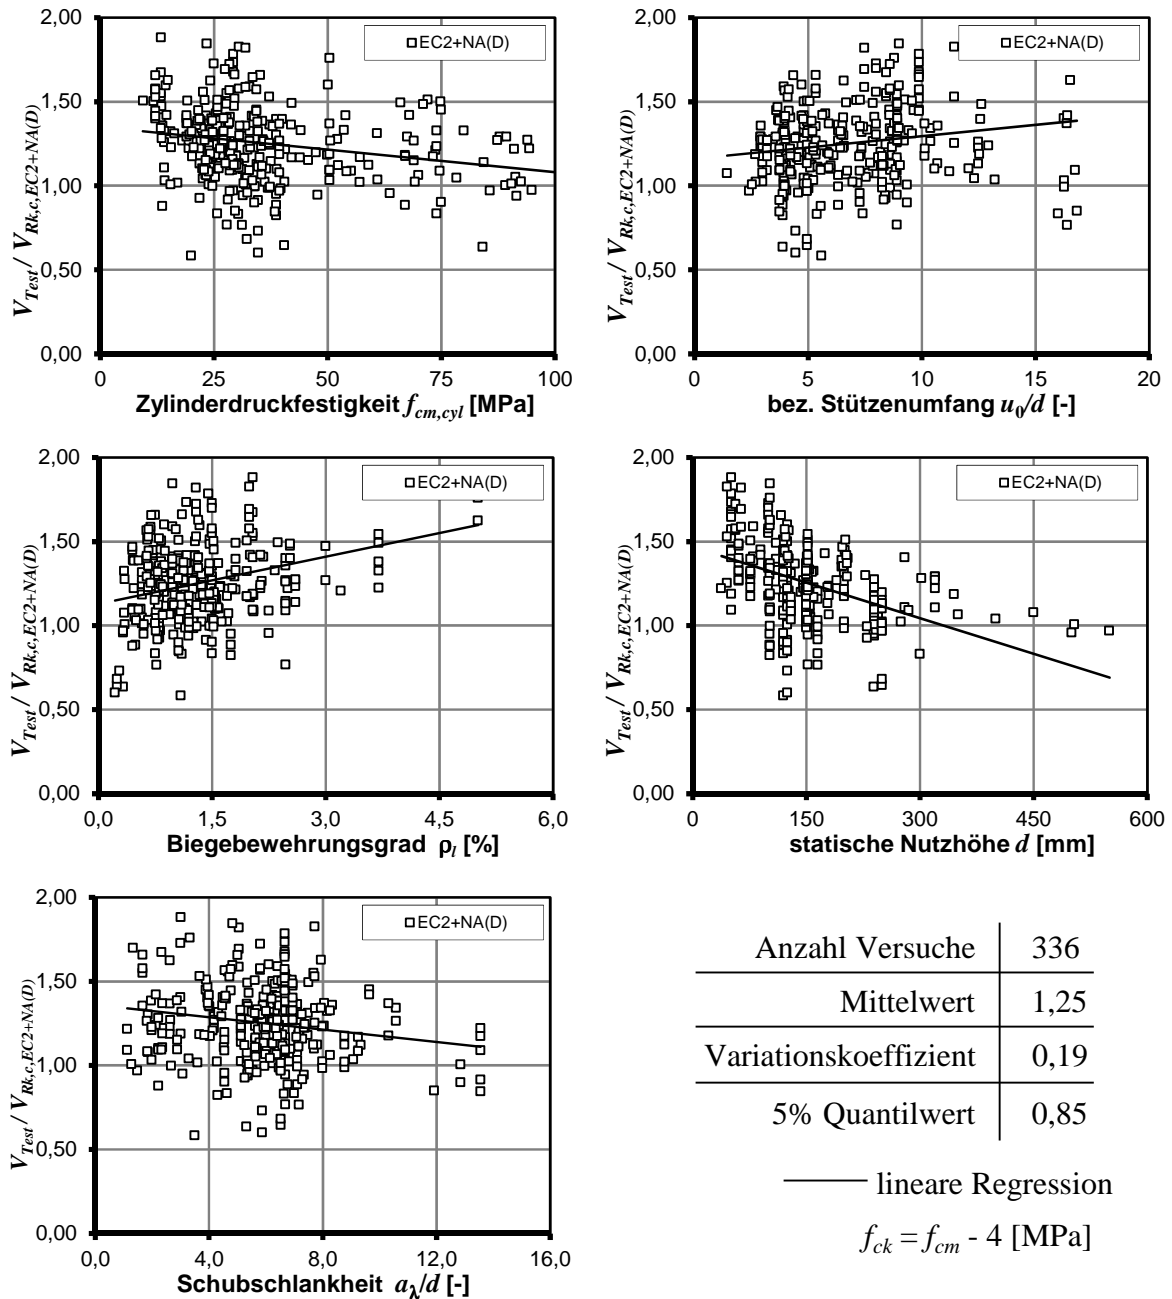 2,00
1,50
1,00
0,50
0,00
V_Test / V_Rk,c,EC2+NA(D)
EC2+NA(D)
0 25 50 75 100
Zylinderdruckfestigkeit f_cm,cyl [MPa]
2,00
1,50
1,00
0,50
0,00
V_Test / V_Rk,c,EC2+NA(D)
EC2+NA(D)
0 5 10 15 20
bez. Stützenumfang u_0/d [-]
2,00
1,50
1,00
0,50
0,00
V_Test / V_Rk,c,EC2+NA(D)
EC2+NA(D)
0,0 1,5 3,0 4,5 6,0
Biegebewehrungsgrad ρ_l [%]
2,00
1,50
1,00
0,50
0,00
V_Test / V_Rk,c,EC2+NA(D)
EC2+NA(D)
0 150 300 450 600
statische Nutzhöhe d [mm]
2,00
1,50
1,00
0,50
0,00
V_Test / V_Rk,c,EC2+NA(D)
EC2+NA(D)
0,0 4,0 8,0 12,0 16,0
Schubschlankheit a_λ/d [-]
Anzahl Versuche 336
Mittelwert 1,25
Variationskoeffizient 0,19
5% Quantilwert 0,85
lineare Regression
f_ck = f_cm - 4 [MPa]